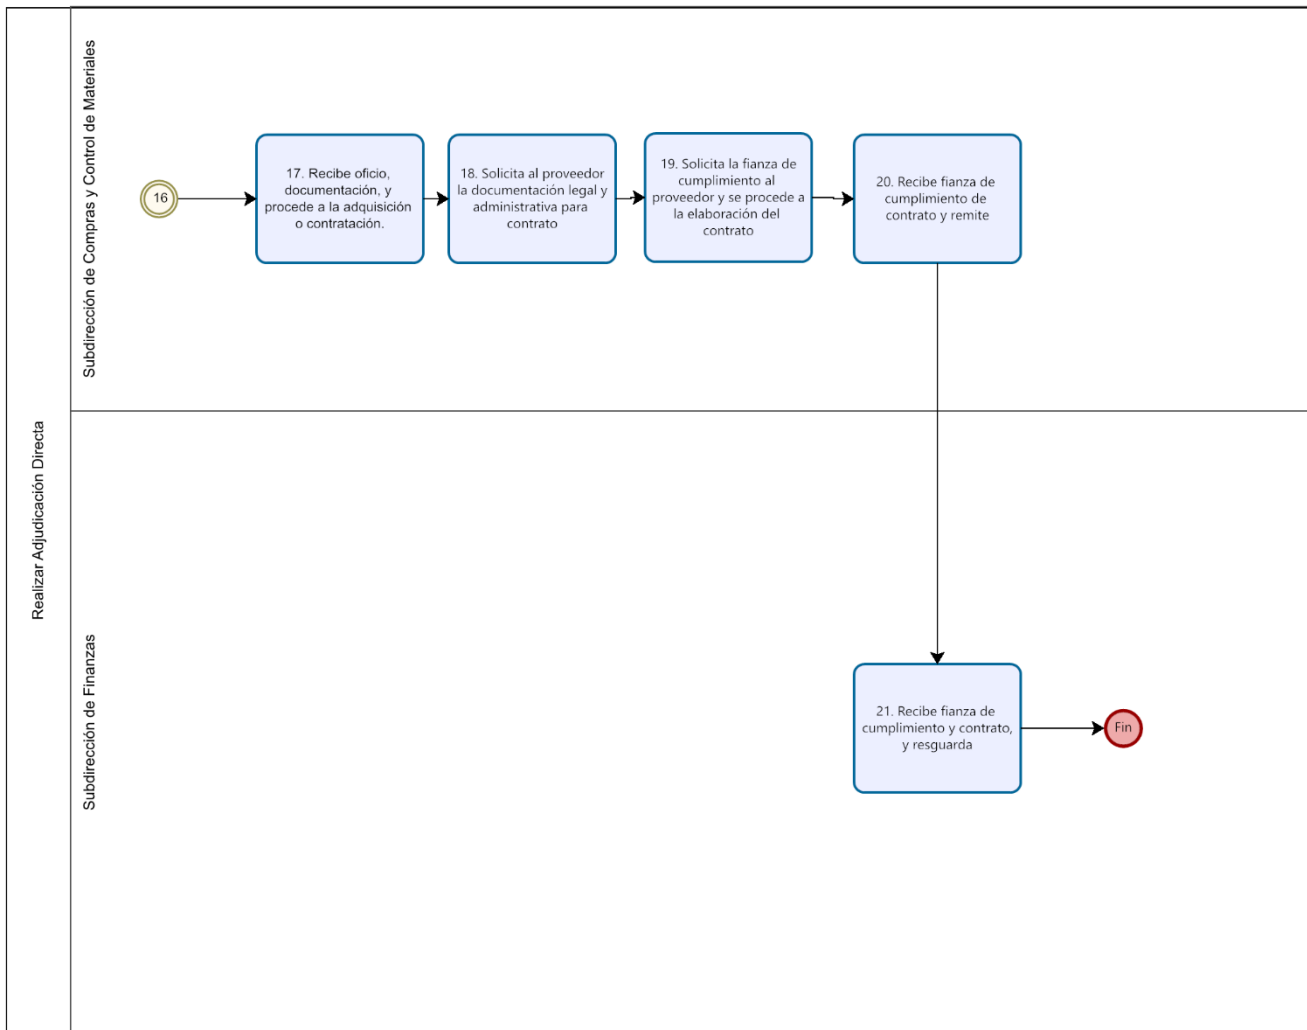 Realizar Adjudicación Directa
Subdirección de Compras y Control de Materiales
16
17. Recibe oficio,
documentación, y
procede a la adquisición
o contratación.
18. Solicita al proveedor
la documentación legal y
administrativa para
contrato
19. Solicita la fianza de
cumplimiento al
proveedor y se procede a
la elaboración del
contrato
20. Recibe fianza de
cumplimiento de
contrato y remite
Subdirección de Finanzas
21. Recibe fianza de
cumplimiento y contrato,
y resguarda
Fin